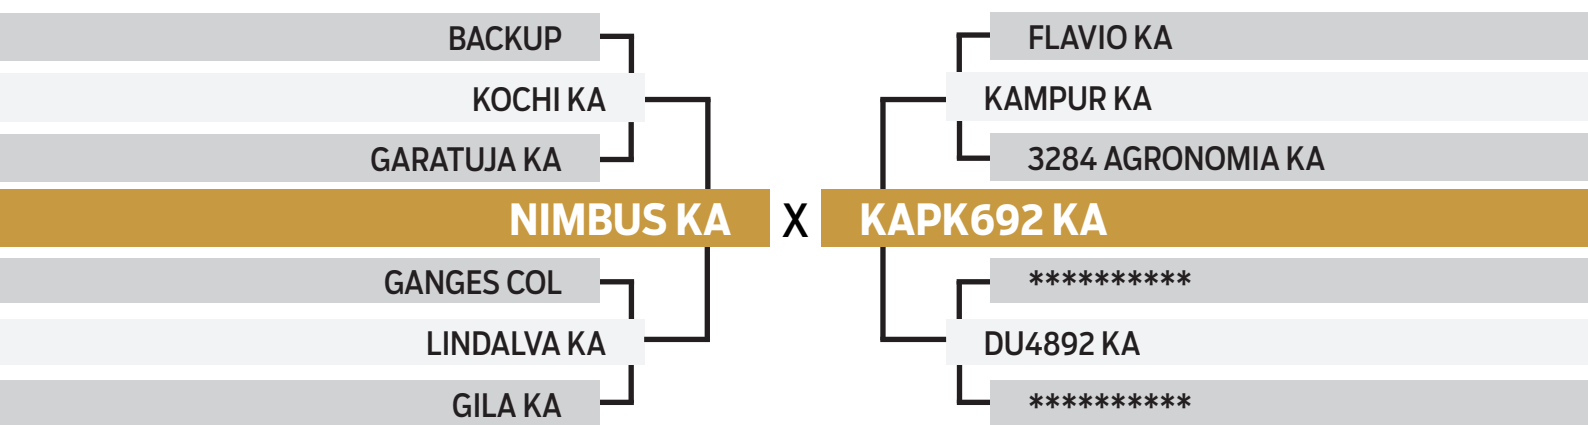 BACKUP
KOCHI KA
GARATUJA KA
NIMBUS KA
GANGES COL
LINDALVA KA
GILA KA
X
FLAVIO KA
KAMPUR KA
3284 AGRONOMIA KA
KAPK692 KA
**********
DU4892 KA
**********